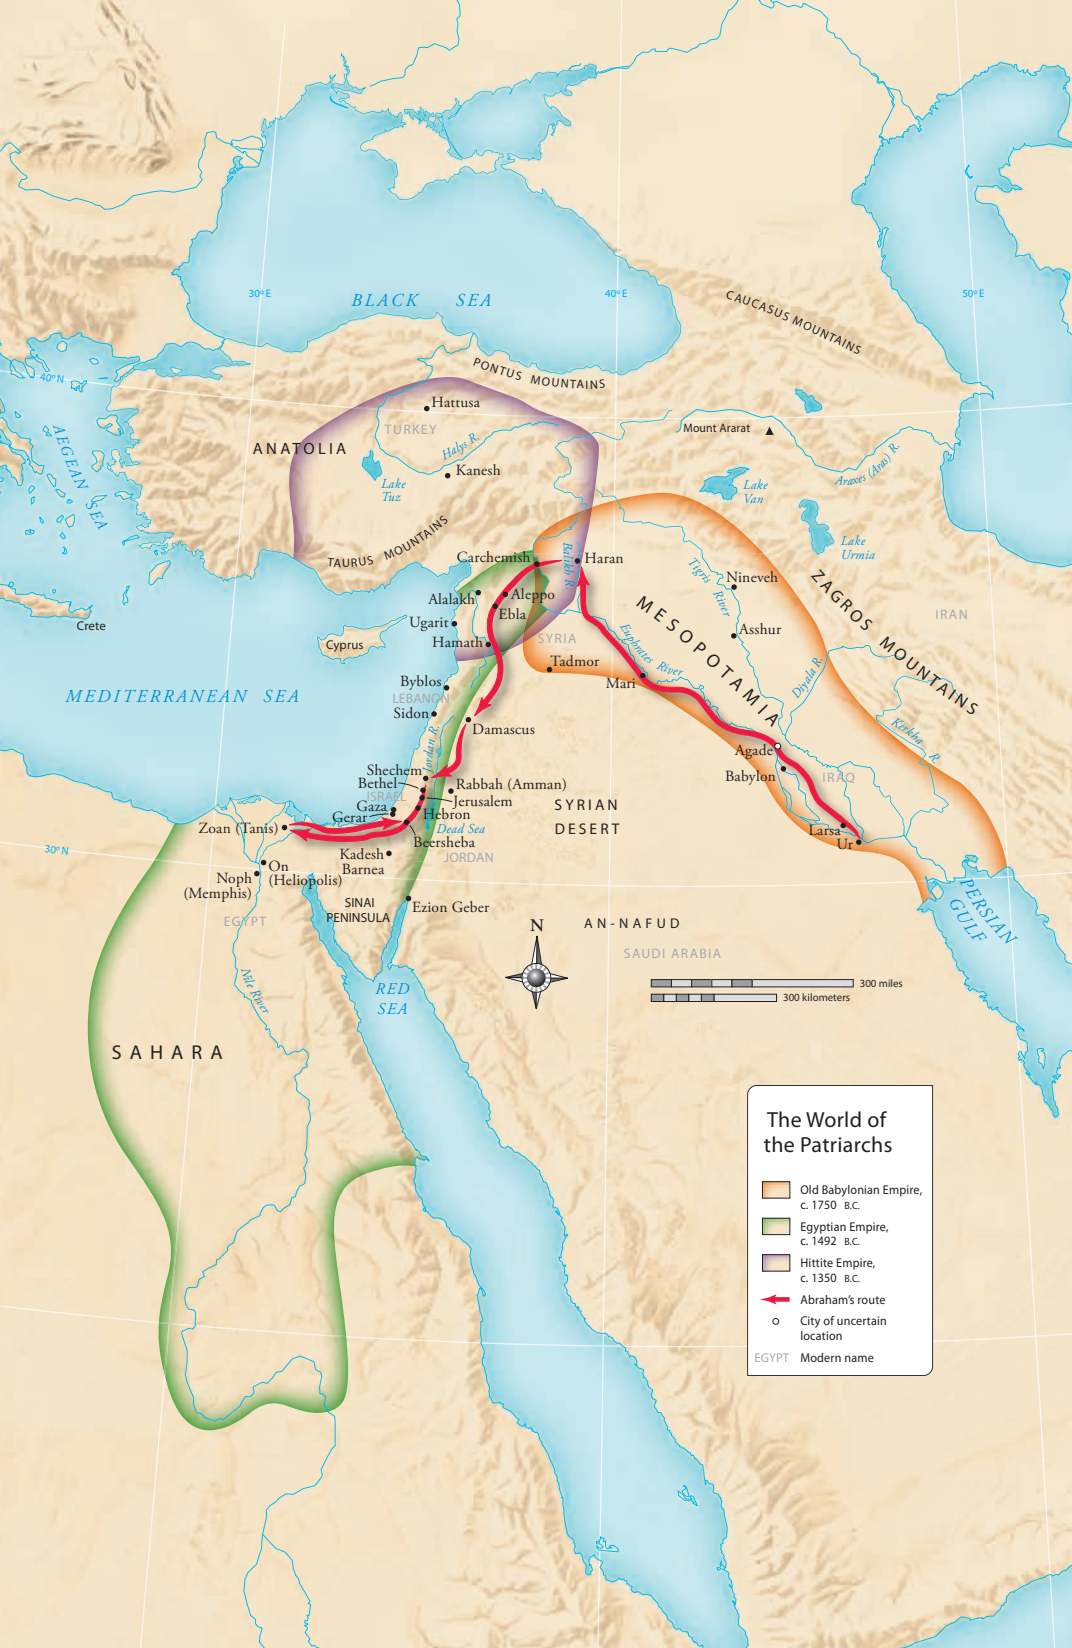 30° E
BLACK SEA
40° E
50° E
CAUCASUS MOUNTAINS
PONTUS MOUNTAINS
40° N
AEGEAN SEA
Hattusa
TURKEY
ANATOLIA
Halys R.
Kanesh
Lake
Tuz
TAURUS MOUNTAINS
Mount Ararat
Araxes (Aras) R.
Lake
Van
Lake
Urmia
Carchemish
Balikh R.
Haran
Tigris River
Nineveh
ZAGROS MOUNTAINS
IRAN
Alalakh
Aleppo
Ebla
MESOPOTAMIA
Crete
Ugarit
Asshur
Cyprus
Hamath
SYRIA
Euphrates River
Tadmor
Diyala R.
Mari
MEDITERRANEAN SEA
Byblos
LEBANON
Sidon
Damascus
Jordan R.
Kerkha R.
Agade
Babylon
IRAQ
Shechem
Bethel
Rabbah (Amman)
ISRAEL
Jerusalem
Gaza
Gerar
Hebron
SYRIAN
DESERT
Zoan (Tanis)
Dead Sea
Beersheba
Larsa
Ur
30° N
Kadesh
Barnea
JORDAN
On
(Heliopolis)
Noph
(Memphis)
SINAI
PENINSULA
Ezion Geber
PERSIAN
GULF
EGYPT
N
AN-NAFUD
SAUDI ARABIA
Nile River
RED
SEA
300 miles
300 kilometers
SAHARA
The World of
the Patriarchs
Old Babylonian Empire,
c. 1750 B.C.
Egyptian Empire,
c. 1492 B.C.
Hittite Empire,
c. 1350 B.C.
Abraham's route
City of uncertain
location
EGYPT Modern name